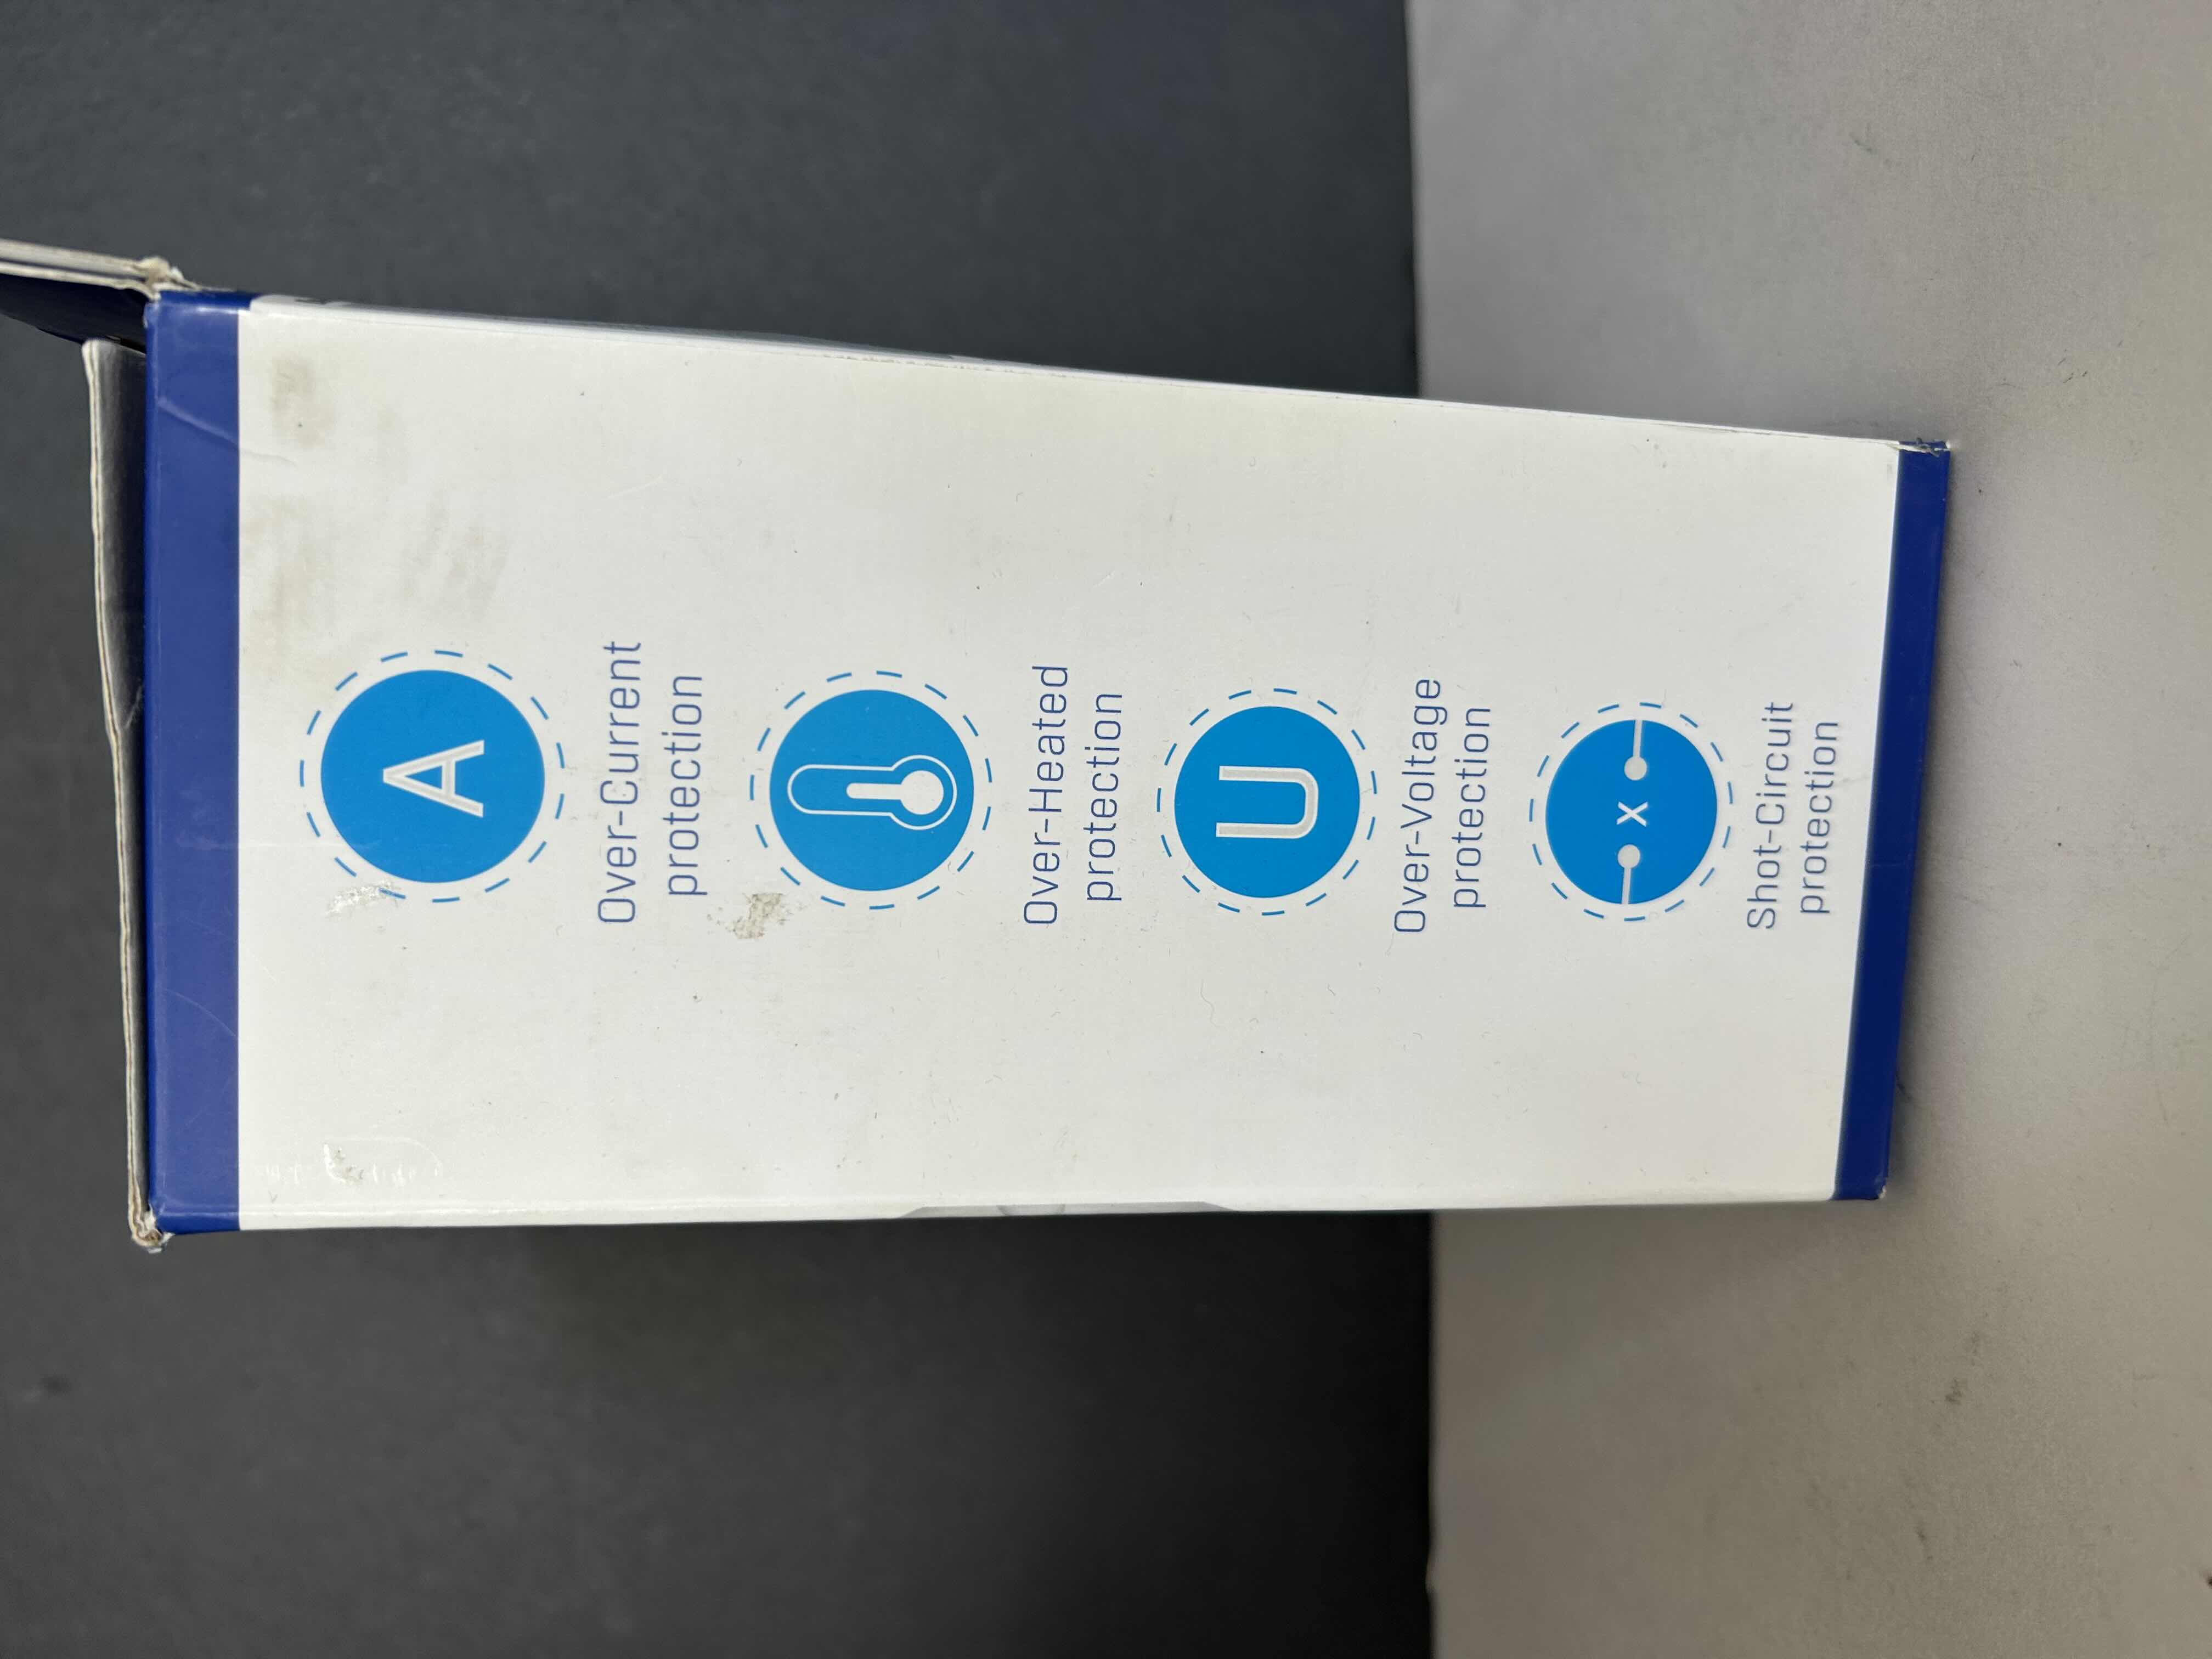 A
Over-Current
protection
Over-Heated
protection
U
Over-Voltage
protection
x
Shot-Circuit
protection